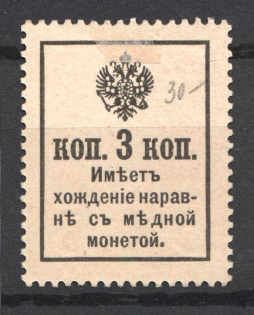 30-
КОП. 3 КОП.
Имѣетъ
хожденіе нарав-
нѣ съ мѣдной
монетой.